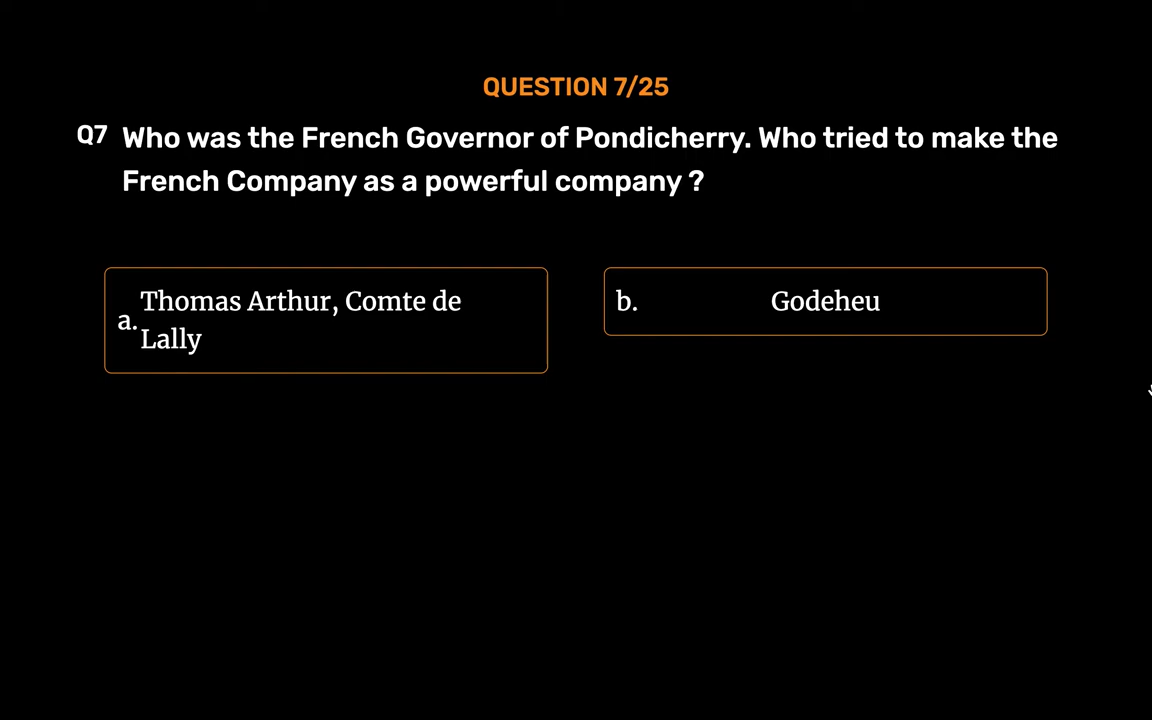 QUESTION 7/25
Q7 Who was the French Governor of Pondicherry. Who tried to make the
French Company as a powerful company ?
a. Thomas Arthur, Comte de
Lally
b. Godeheu